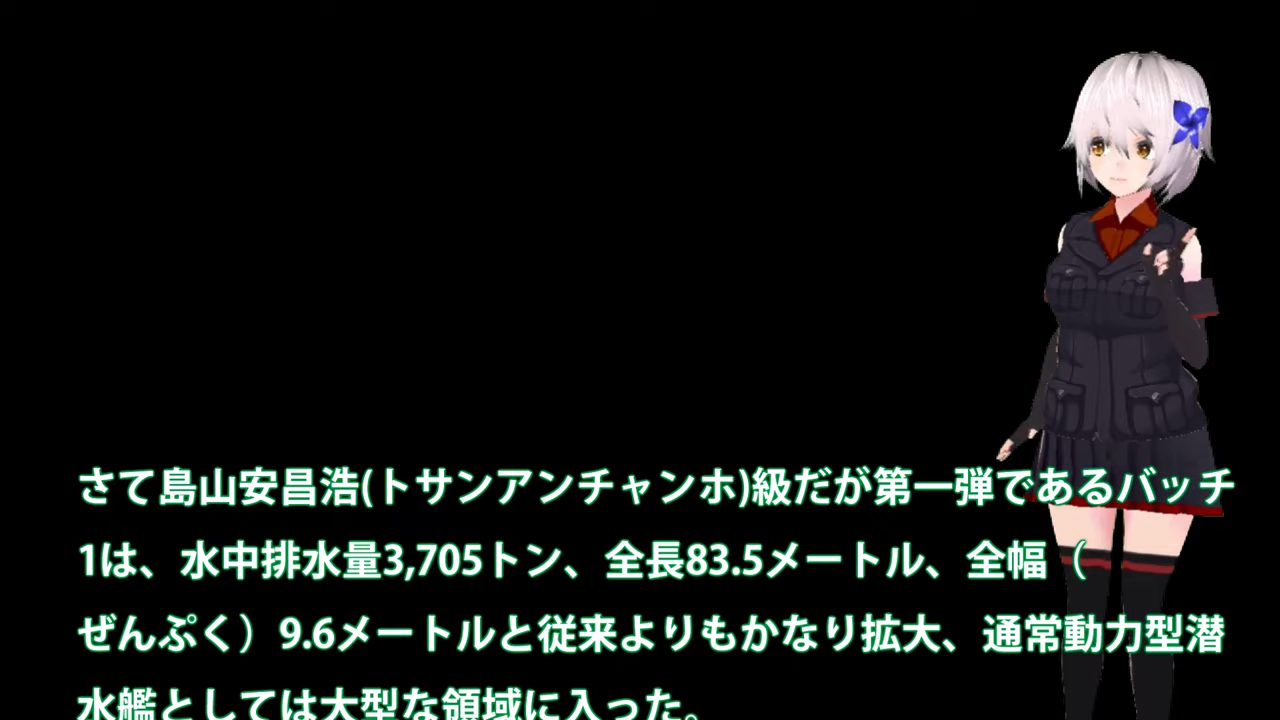 さて島山安昌浩(トサンアンチャンホ)級だが第一弾であるバッチ
1は、水中排水量3,705トン、全長83.5メートル、全幅（
ぜんぷく）9.6メートルと従来よりもかなり拡大、通常動力型潜
水艦としては大型な領域に入った。